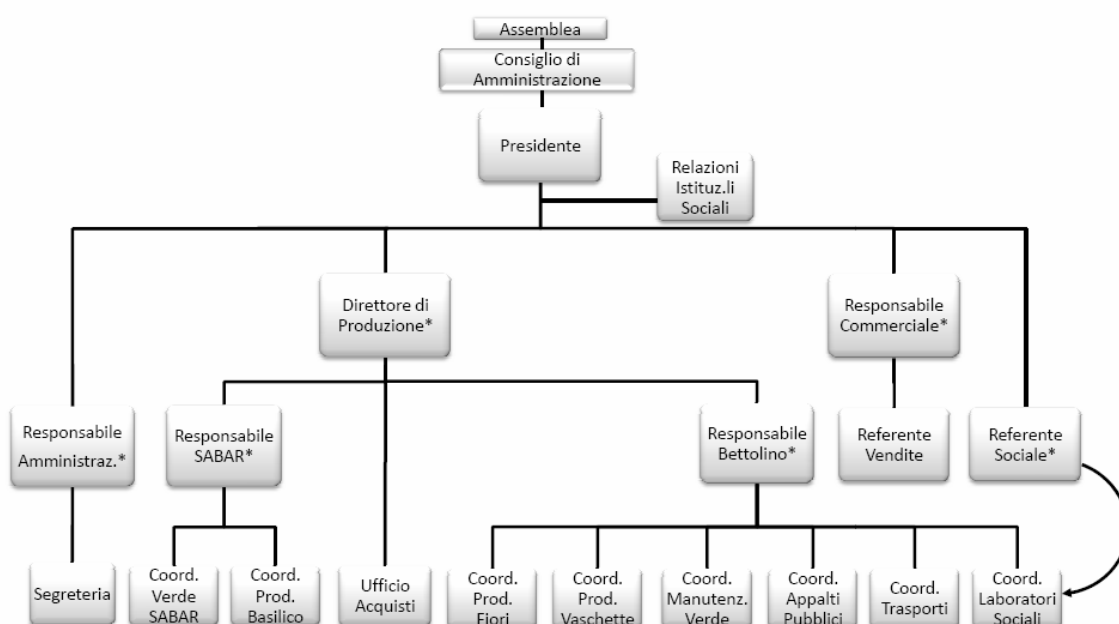 Assemblea
Consiglio di
Amministrazione
Presidente
Relazioni
Istituz.li
Sociali
Direttore di
Produzione*
Responsabile
Commerciale*
Responsabile
Amministraz.*
Responsabile
SABAR*
Responsabile
Bettolino*
Referente
Vendite
Referente
Sociale*
Segreteria
Coord.
Verde
SABAR
Coord.
Prod.
Basilico
Ufficio
Acquisti
Coord.
Prod.
Fiori
Coord.
Prod.
Vaschette
Coord.
Manutenz.
Verde
Coord.
Appalti
Pubblici
Coord.
Trasporti
Coord.
Laboratori
Sociali